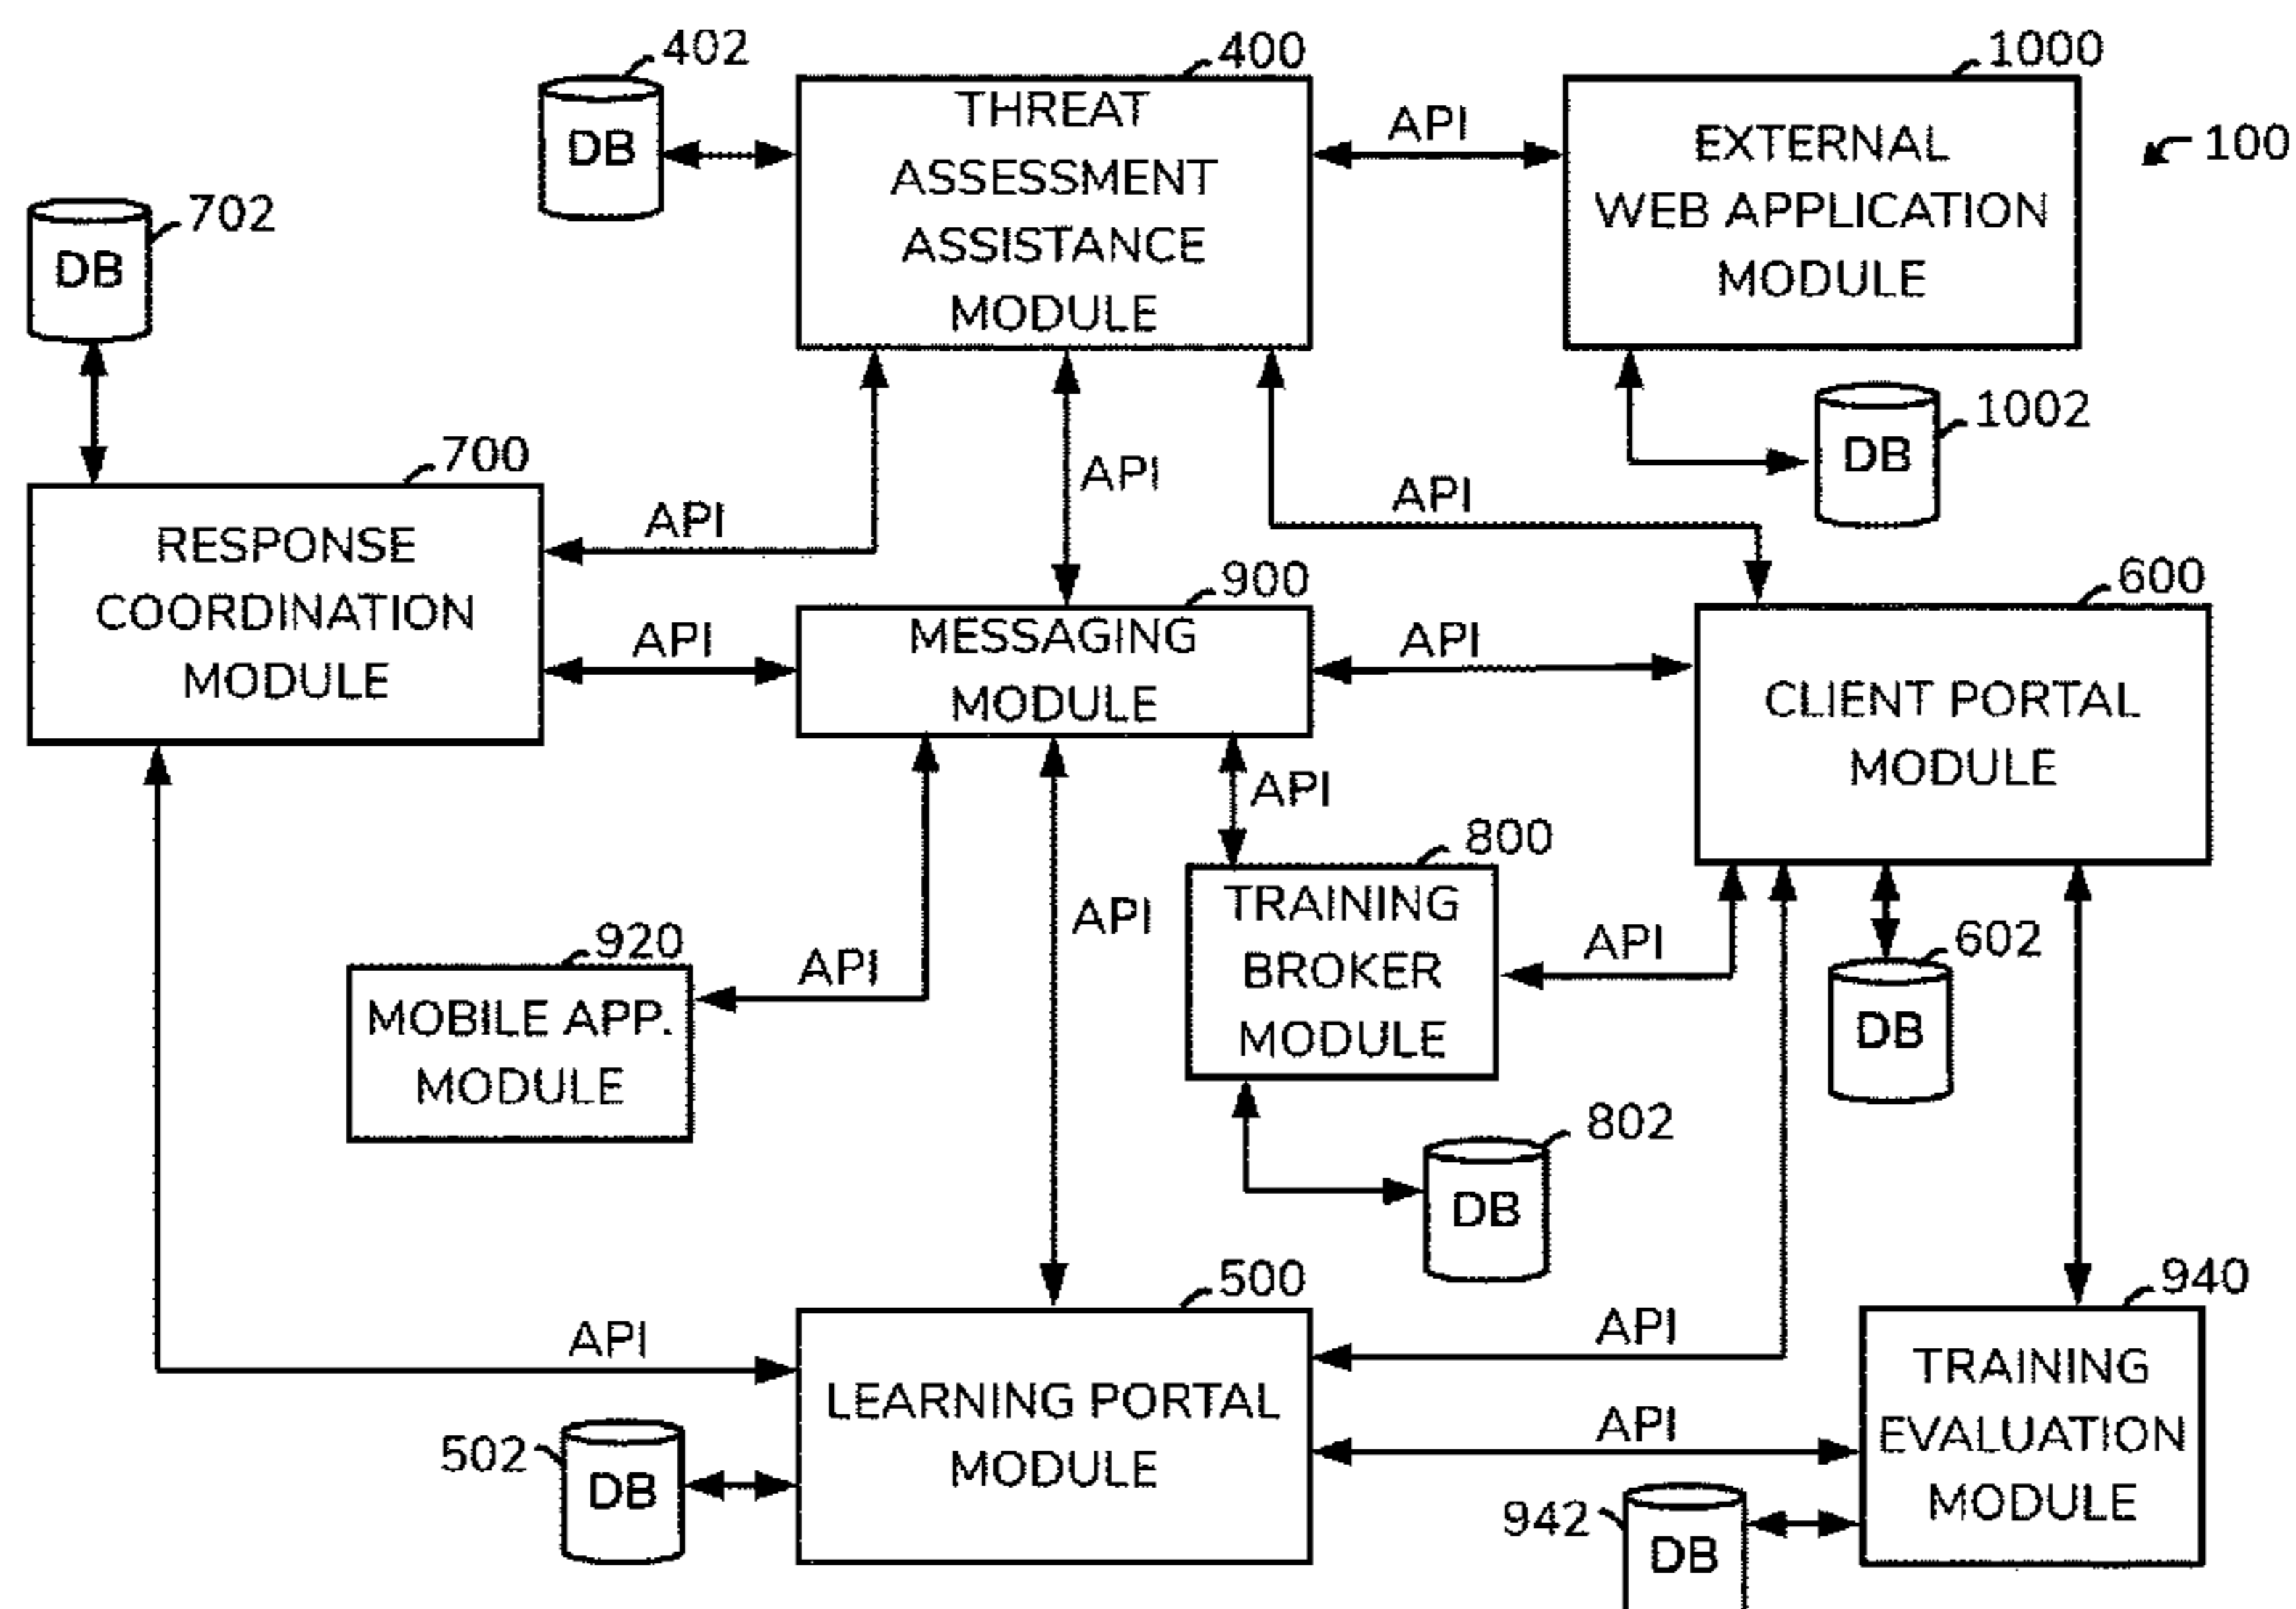 402
400
1000
DB
THREAT
ASSESSMENT
ASSISTANCE
MODULE
API
EXTERNAL
WEB APPLICATION
MODULE
100
702
DB
1002
DB
700
API
API
API
RESPONSE
COORDINATION
MODULE
900
600
API
MESSAGING
MODULE
API
CLIENT PORTAL
MODULE
API
800
API
TRAINING
BROKER
MODULE
API
602
DB
920
API
MOBILE APP.
MODULE
802
DB
500
940
API
API
LEARNING PORTAL
MODULE
TRAINING
EVALUATION
MODULE
API
502
DB
942
DB